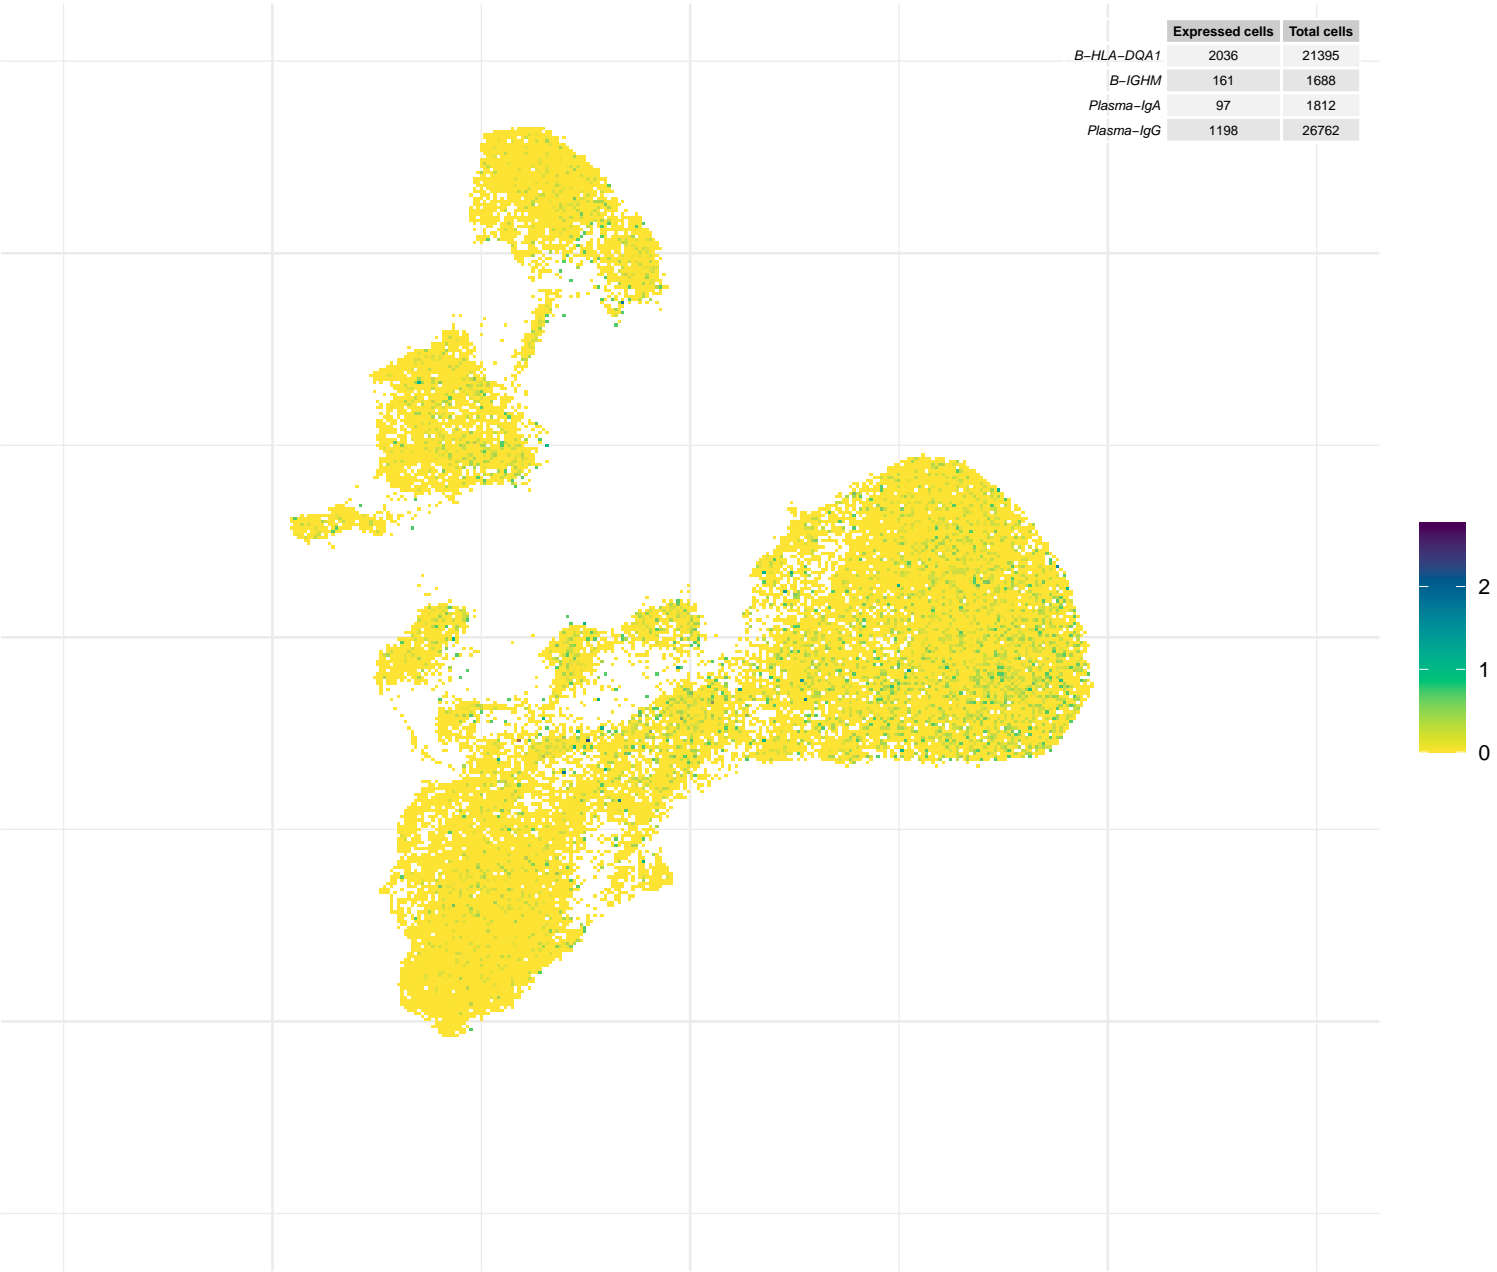 Expressed cells Total cells
B−HLA−DQA1 2036 21395
B−IGHM 161 1688
Plasma−IgA 97 1812
Plasma−IgG 1198 26762
2
1
0